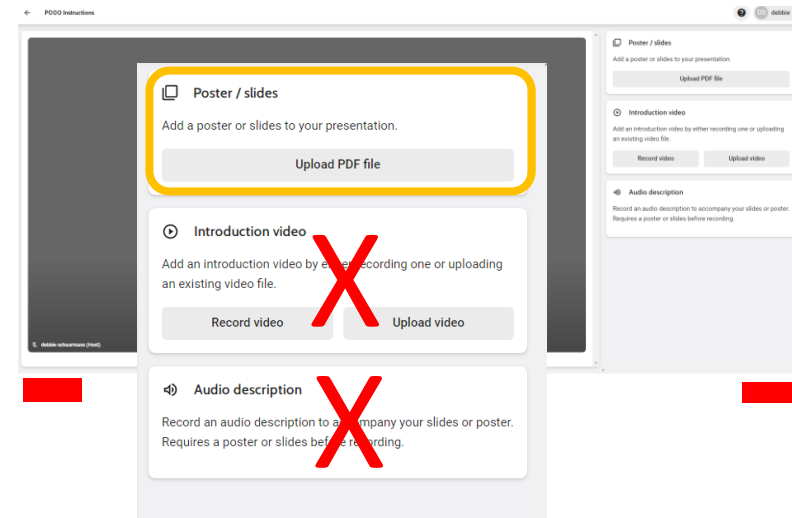 POGO Instructions
DS debbie
Poster / slides
Add a poster or slides to your presentation.
Upload PDF file
Introduction video
Add an introduction video by either recording one or uploading
an existing video file.
Record video Upload video
Audio description
Record an audio description to accompany your slides or poster.
Requires a poster or slides before recording.
X
X
debbie schuurmans (Host)
Poster / slides
Add a poster or slides to your presentation.
Upload PDF file
Introduction video
Add an introduction video by either recording one or uploading
an existing video file.
Record video Upload video
Audio description
Record an audio description to accompany your slides or poster.
Requires a poster or slides before recording.